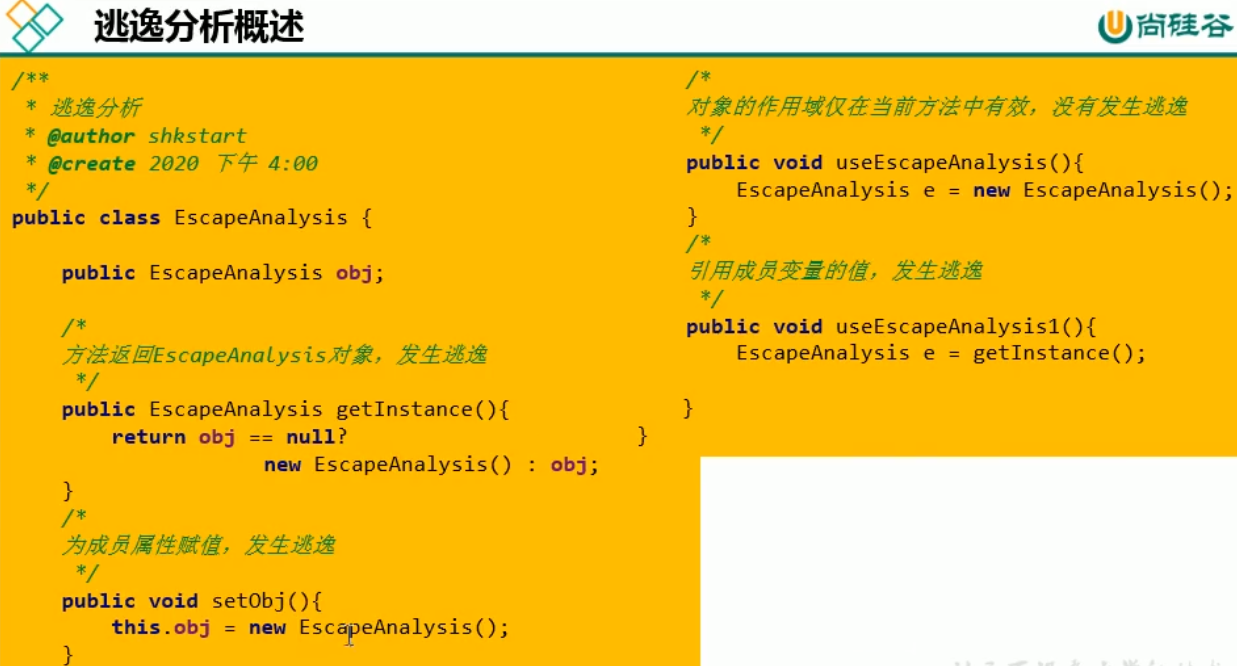 逃逸分析概述
尚硅谷
/**
 * 逃逸分析
 * @author shkstart
 * @create 2020 下午 4:00
 */
public class EscapeAnalysis {
    public EscapeAnalysis obj;
    /*
    方法返回EscapeAnalysis对象，发生逃逸
     */
    public EscapeAnalysis getInstance(){
        return obj == null?
                    new EscapeAnalysis() : obj;
    }
    /*
    为成员属性赋值，发生逃逸
     */
    public void setObj(){
        this.obj = new EscapeAnalysis();
    }
    /*
    对象的作用域仅在当前方法中有效，没有发生逃逸
     */
    public void useEscapeAnalysis(){
        EscapeAnalysis e = new EscapeAnalysis();
    }
    /*
    引用成员变量的值，发生逃逸
     */
    public void useEscapeAnalysis1(){
        EscapeAnalysis e = getInstance();
    }
}